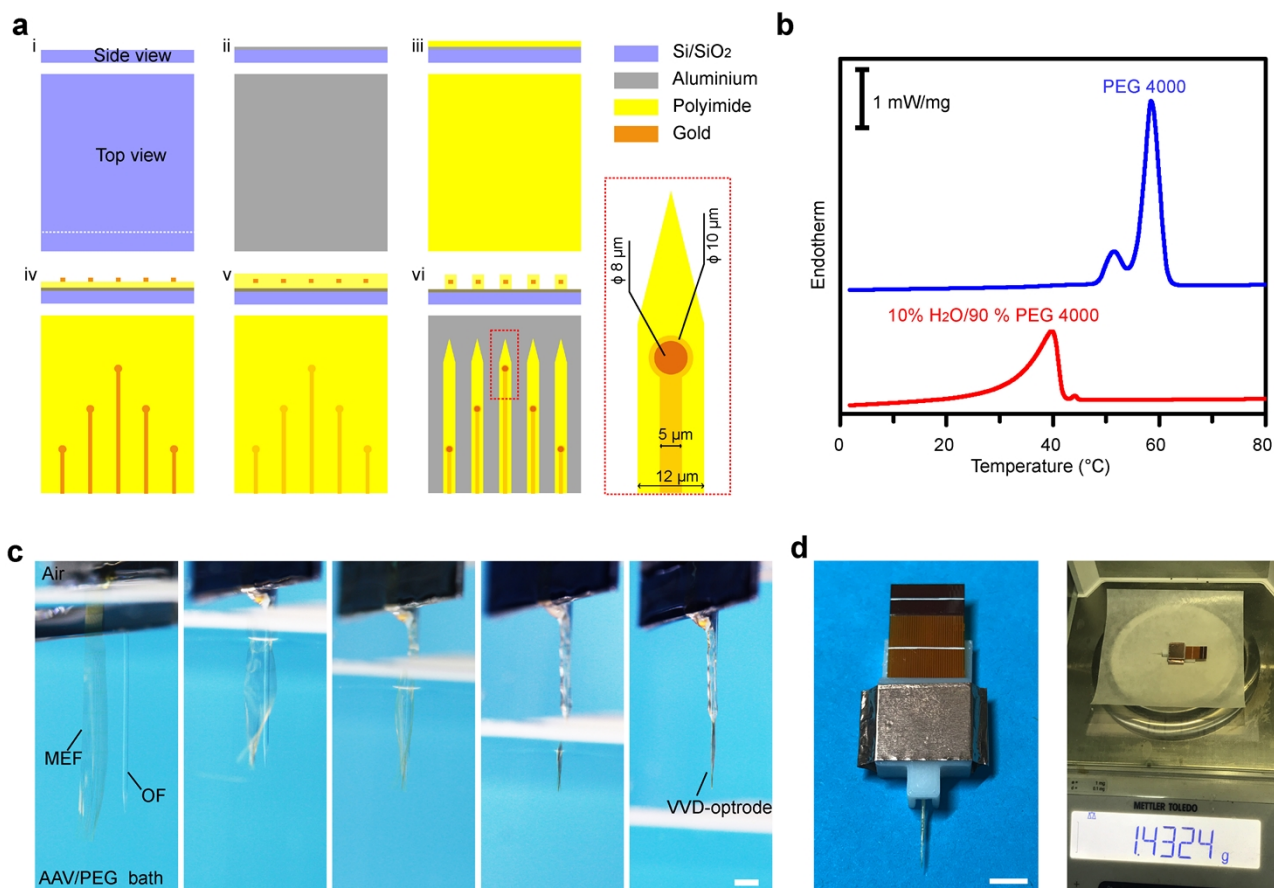 a
b
i
ii
iii
Side view
Si/SiO2
Aluminium
Polyimide
Gold
Top view
iv
v
vi
ϕ 8 µm
ϕ 10 µm
5 µm
12 µm
1 mW/mg
PEG 4000
10% H2O/90 % PEG 4000
Endotherm
0
20
40
60
80
Temperature (°C)
c
d
Air
MEF
OF
AAV/PEG bath
VVD-optrode
METTLER TOLEDO
1.4324 g